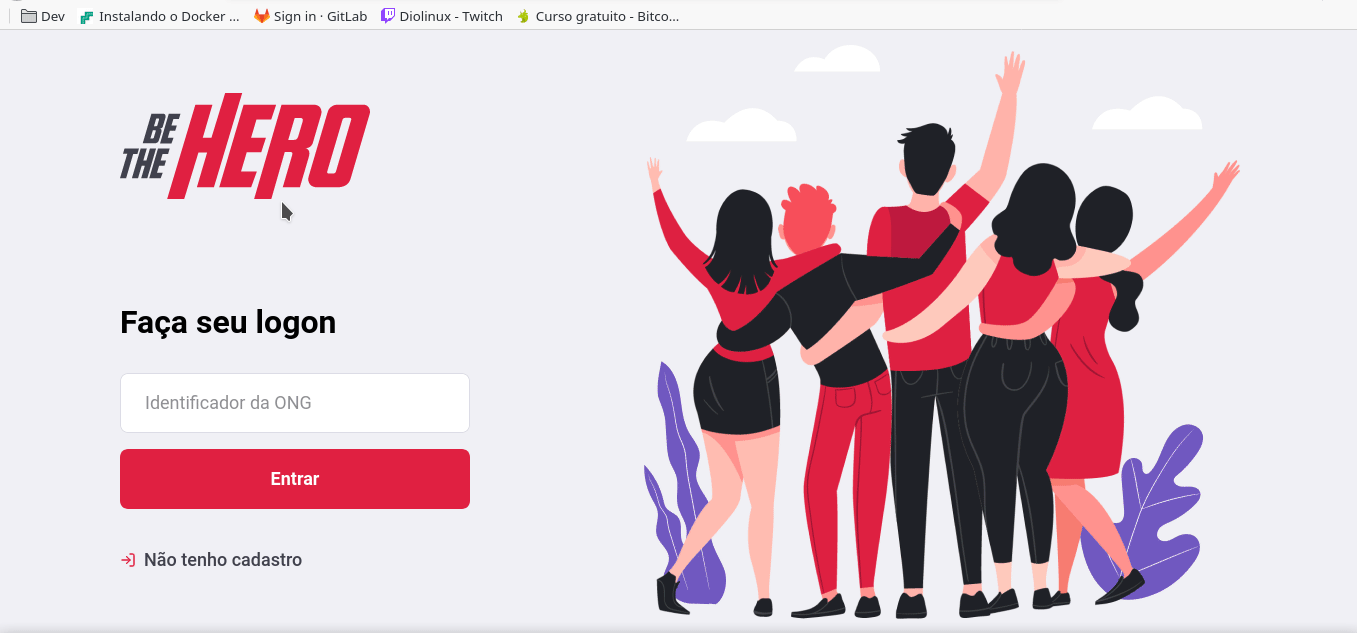 Dev
Instalando o Docker ...
Sign in · GitLab
Diolinux - Twitch
Curso gratuito - Bitco...
BE
THE
HERO
Faça seu logon
Identificador da ONG
Entrar
Não tenho cadastro